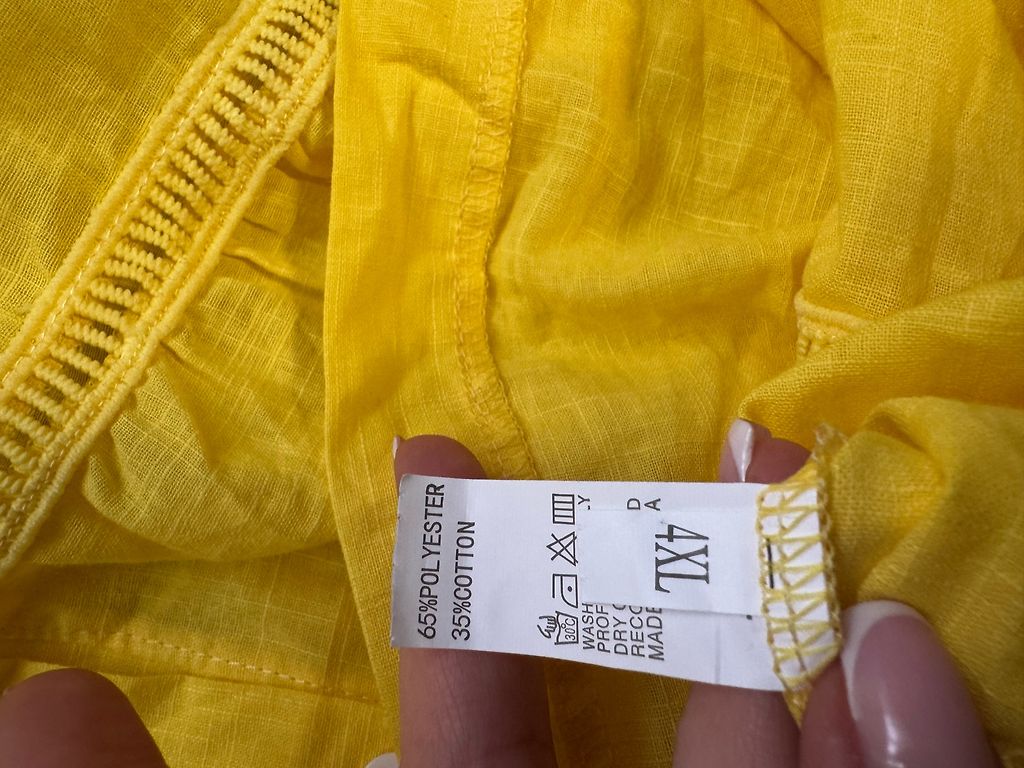 65%POLYESTER
35%COTTON
30°C
WASH
PROF
DRY
RECO
MADE
4XL